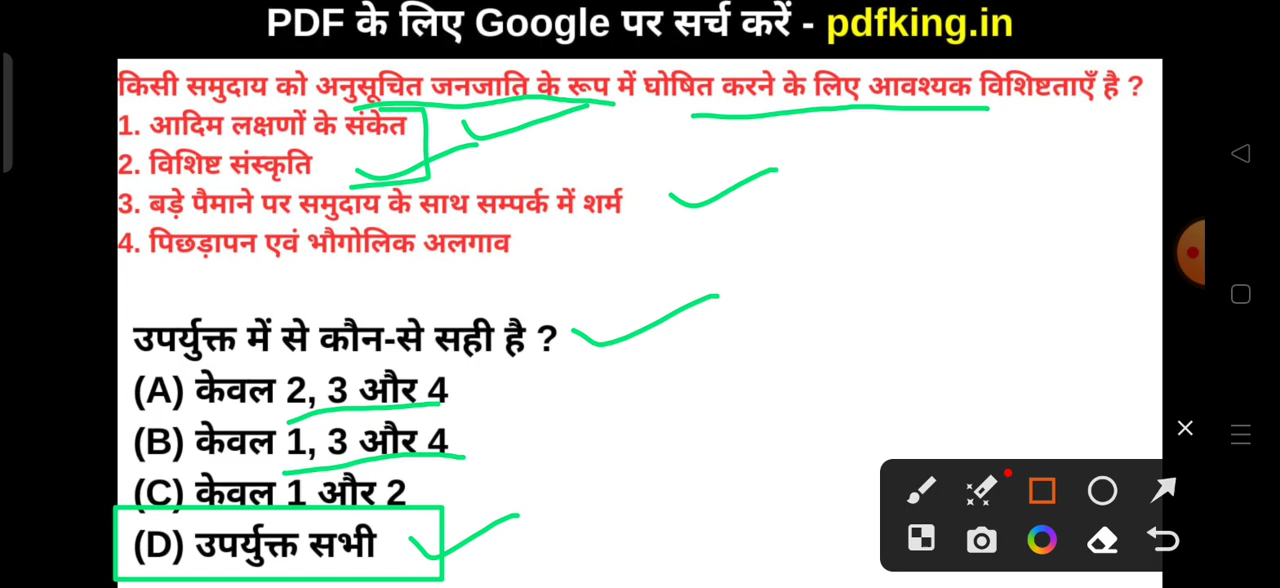 PDF के लिए Google पर सर्च करें - pdfking.in
किसी समुदाय को अनुसूचित जनजाति के रूप में घोषित करने के लिए आवश्यक विशिष्टताएँ है ?
1. आदिम लक्षणों के संकेत
2. विशिष्ट संस्कृति
3. बड़े पैमाने पर समुदाय के साथ सम्पर्क में शर्म
4. पिछड़ापन एवं भौगोलिक अलगाव
उपर्युक्त में से कौन-से सही है ?
(A) केवल 2, 3 और 4
(B) केवल 1, 3 और 4
(C) केवल 1 और 2
(D) उपर्युक्त सभी